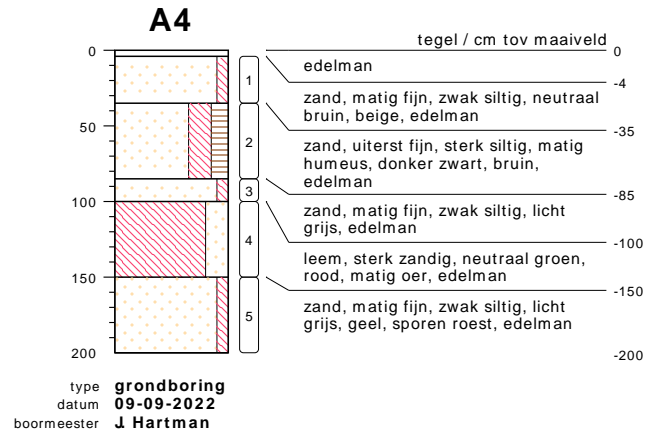 A4
tegel / cm tov maaiveld
0
0
edelman
-4
1
zand, matig fijn, zwak siltig, neutraal
bruin, beige, edelman
-35
50
2
zand, uiterst fijn, sterk siltig, matig
humeus, donker zwart, bruin,
edelman
-85
3
zand, matig fijn, zwak siltig, licht
grijs, edelman
100
-100
4
leem, sterk zandig, neutraal groen,
rood, matig oer, edelman
150
-150
5
zand, matig fijn, zwak siltig, licht
grijs, geel, sporen roest, edelman
200
-200
type grondboring
datum 09-09-2022
boormeester J. Hartman